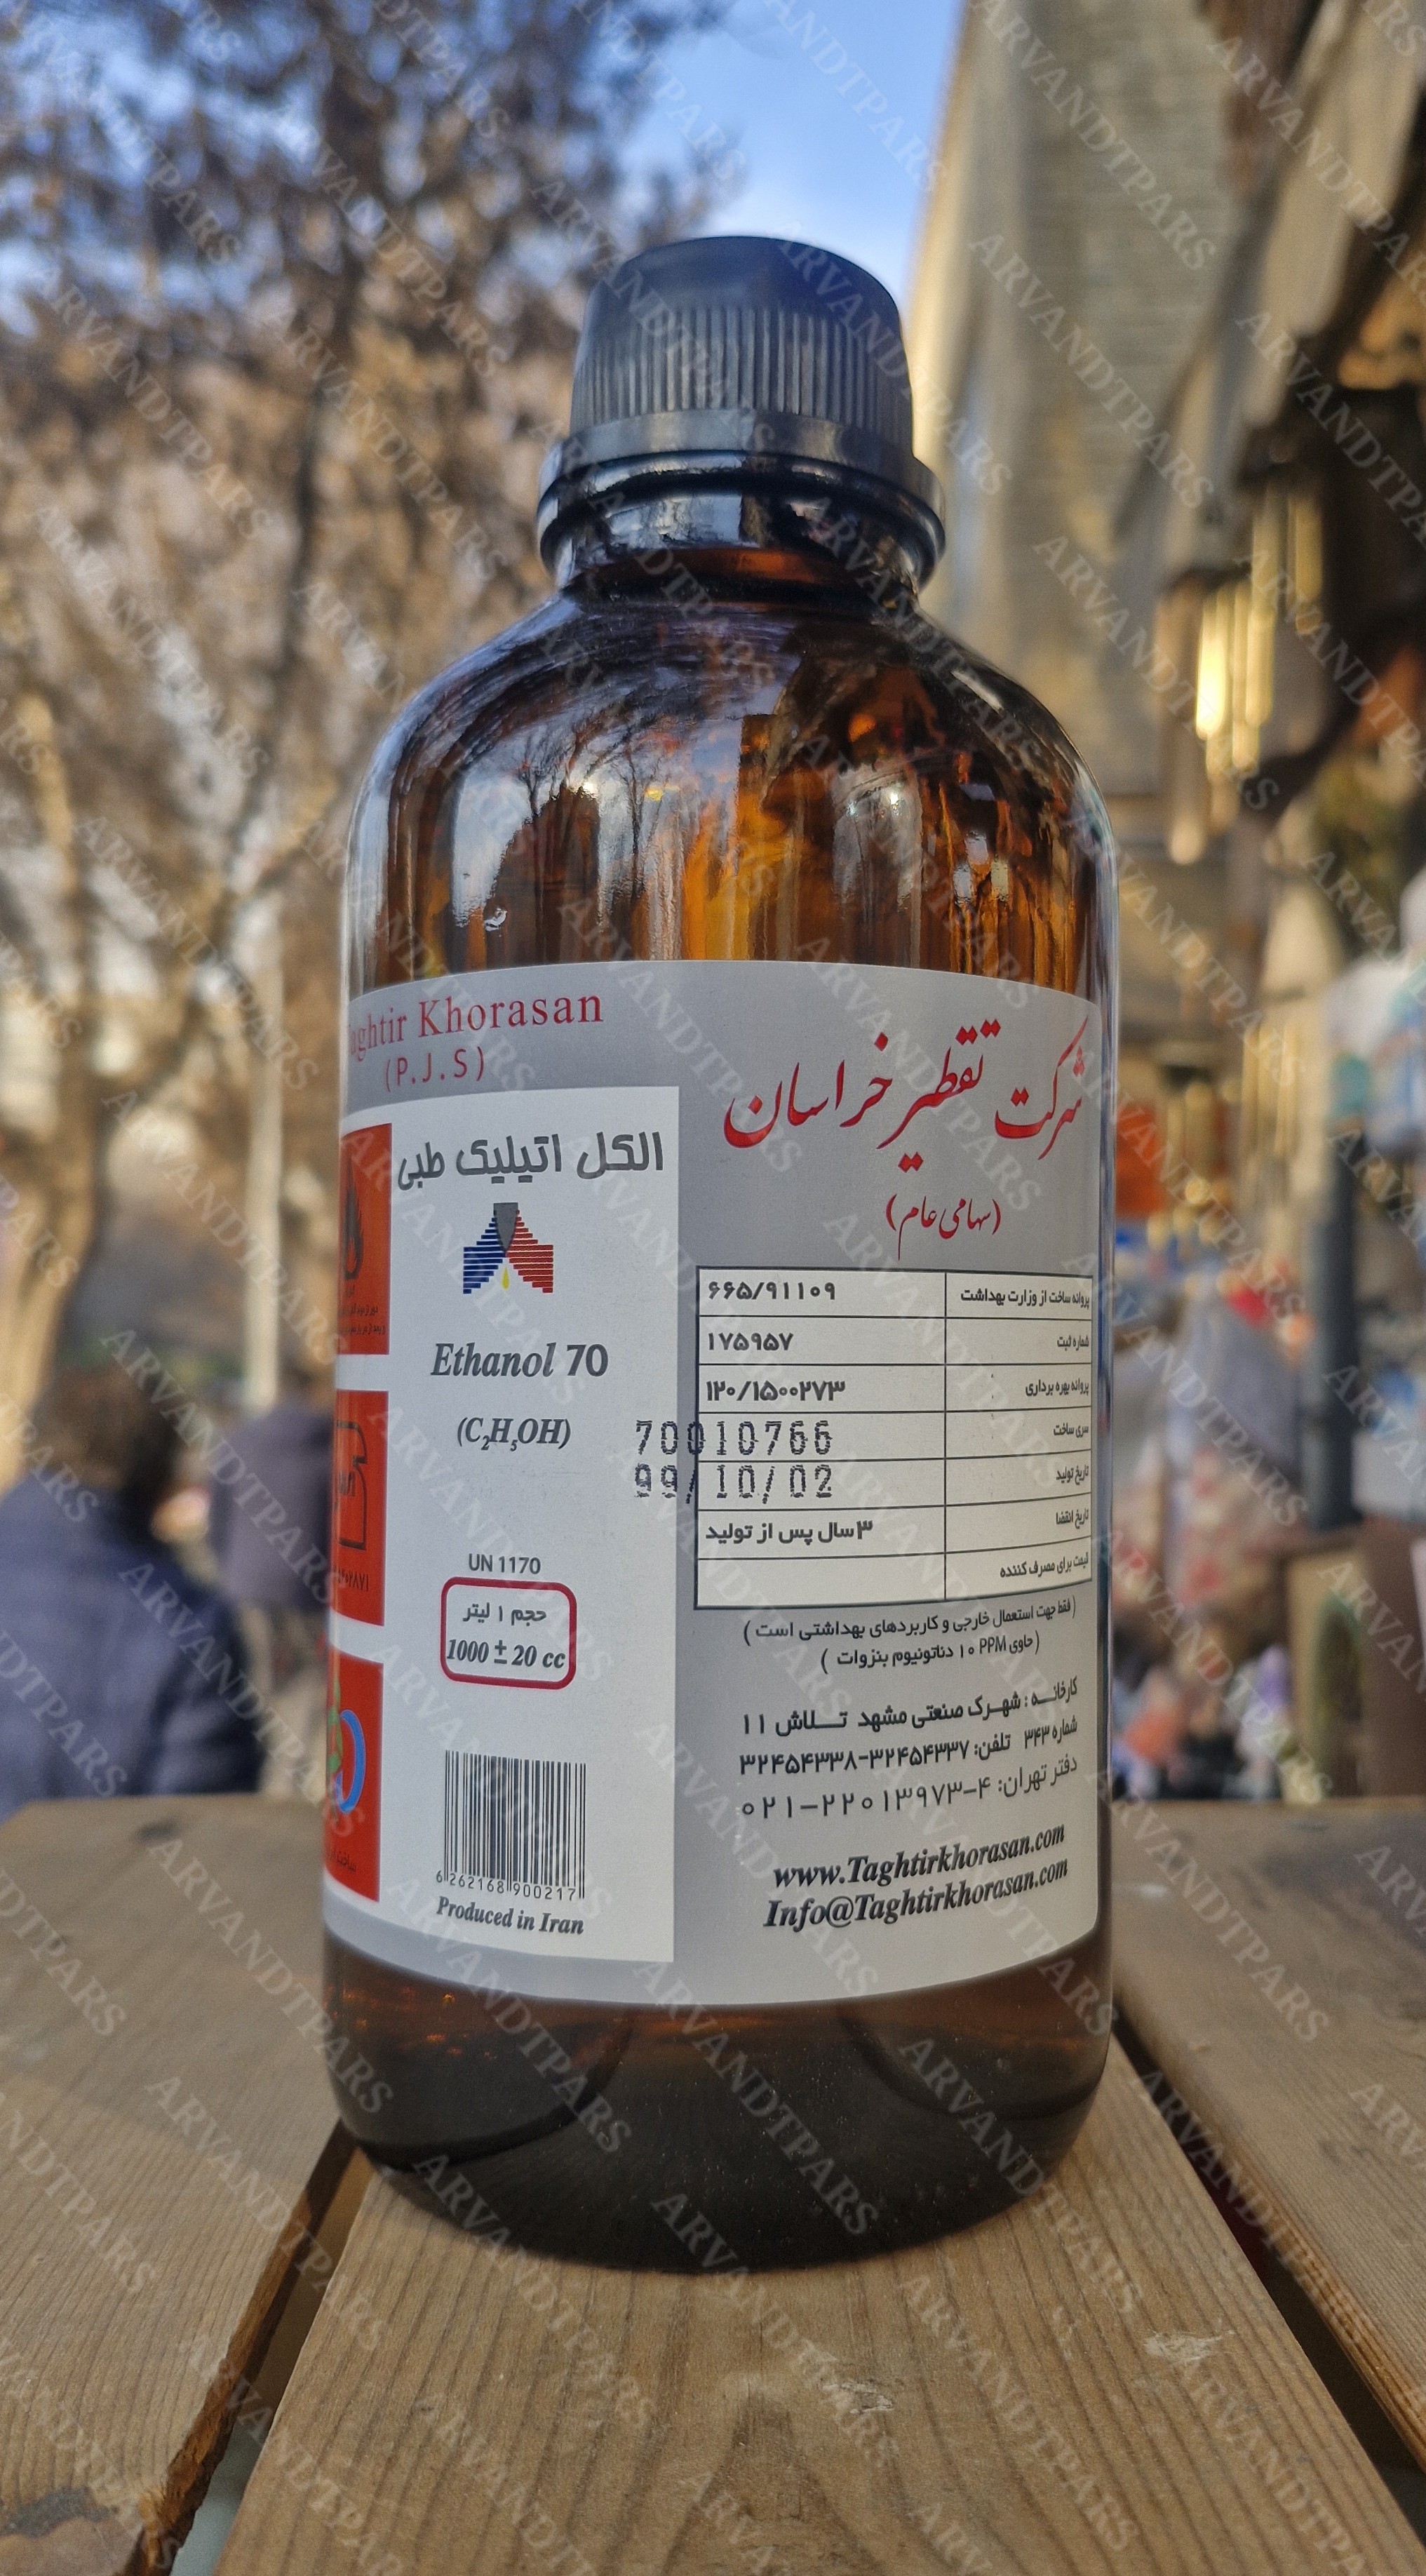 Taghtir Khorasan
(P.J.S)
الکل اتیلیک طبی
Ethanol 70
(C₂H₅OH)
UN 1170
حجم ۱ لیتر
1000 ± 20 cc
6 262168 900217
Produced in Iran
شرکت تقطیر خراسان
(سهامی عام)
پروانه ساخت از وزارت بهداشت ۶۶۵/۹۱۱۰۹
شماره ثبت ۱۷۵۹۵۷
پروانه بهره برداری ۱۲۰/۱۵۰۰۲۷۳
سری ساخت 70010766
تاریخ تولید 99/10/02
تاریخ انقضا ۳سال پس از تولید
قیمت برای مصرف کننده
(فقط جهت استعمال خارجی و کاربردهای بهداشتی است)
(حاوی ۱۰ PPM دناتونیوم بنزوات)
کارخانه : شهرک صنعتی مشهد تلاش ۱۱
شماره ۳۴۳ تلفن: ۳۲۴۵۴۳۳۷-۳۲۴۵۴۳۳۸
دفتر تهران: ۴-۲۲۰۱۳۹۷۳-۰۲۱
www.Taghtirkhorasan.com
Info@Taghtirkhorasan.com
ARVANDTPARS